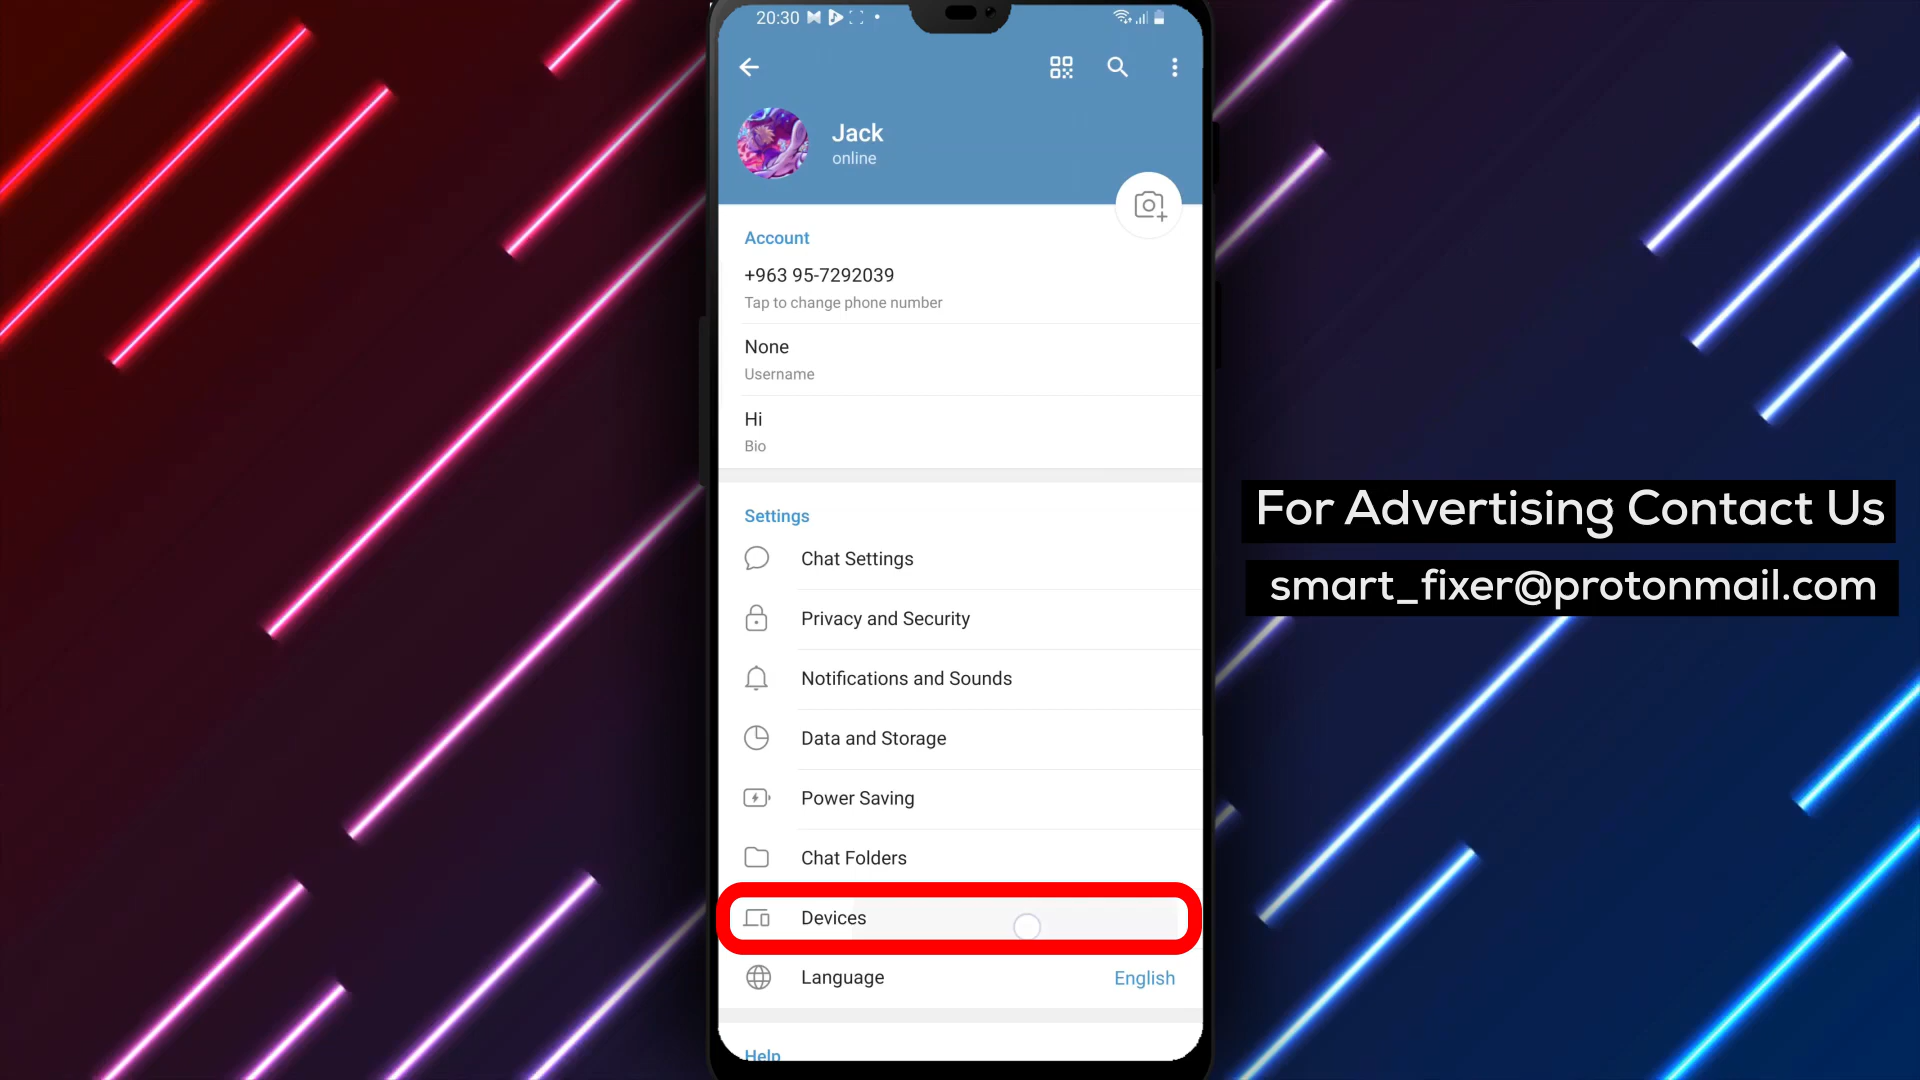 20:30
Jack
online
Account
+963 95-7292039
Tap to change phone number
None
Username
Hi
Bio
Settings
Chat Settings
Privacy and Security
Notifications and Sounds
Data and Storage
Power Saving
Chat Folders
Devices
Language English
Help
For Advertising Contact Us
smart_fixer@protonmail.com